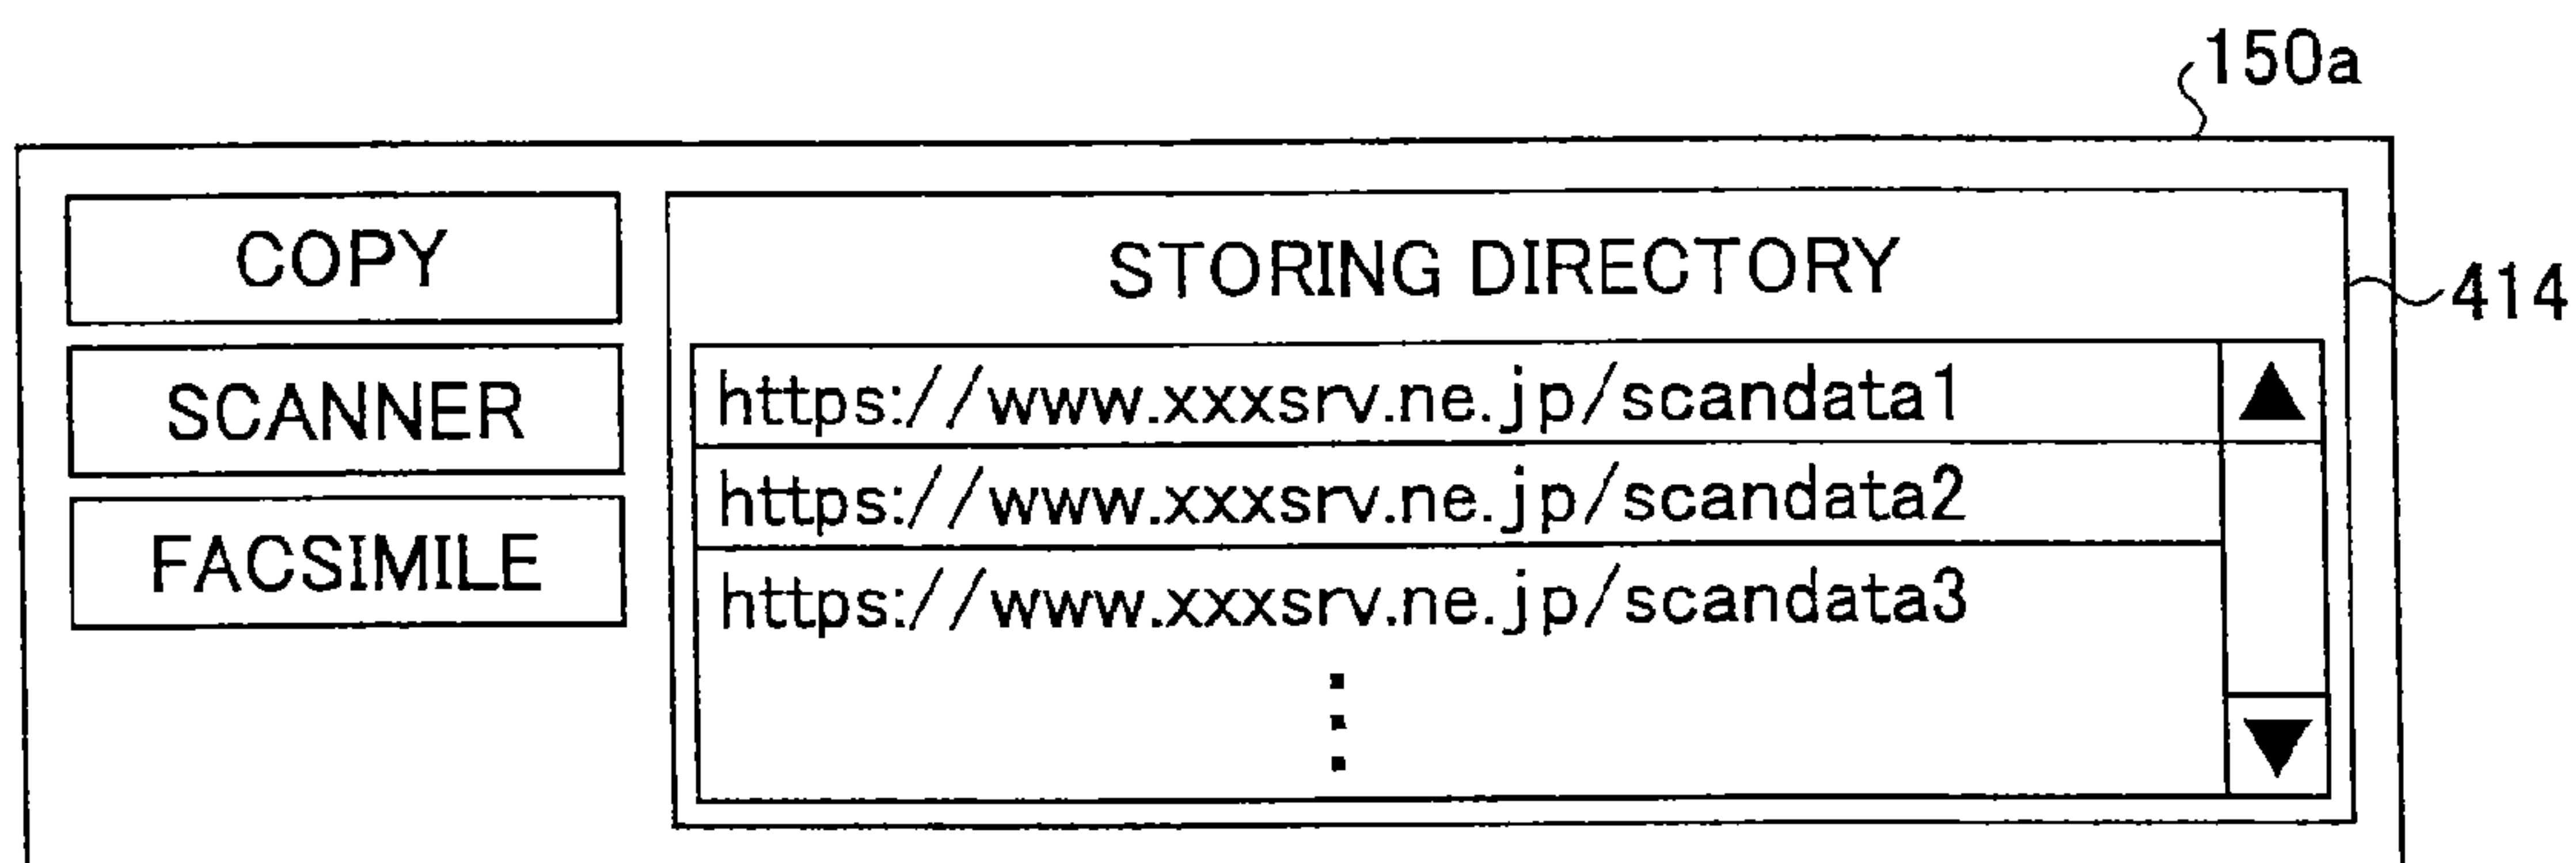 150a
COPY
SCANNER
FACSIMILE
STORING DIRECTORY
414
https://www.xxxsrv.ne.jp/scandata1
https://www.xxxsrv.ne.jp/scandata2
https://www.xxxsrv.ne.jp/scandata3